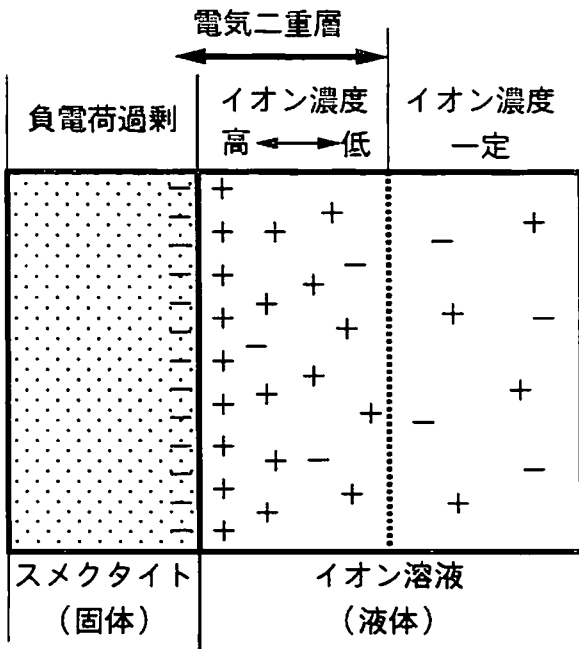 電気二重層
負電荷過剰
イオン濃度
高 低
イオン濃度
一定
スメクタイト
(固体)
イオン溶液
(液体)